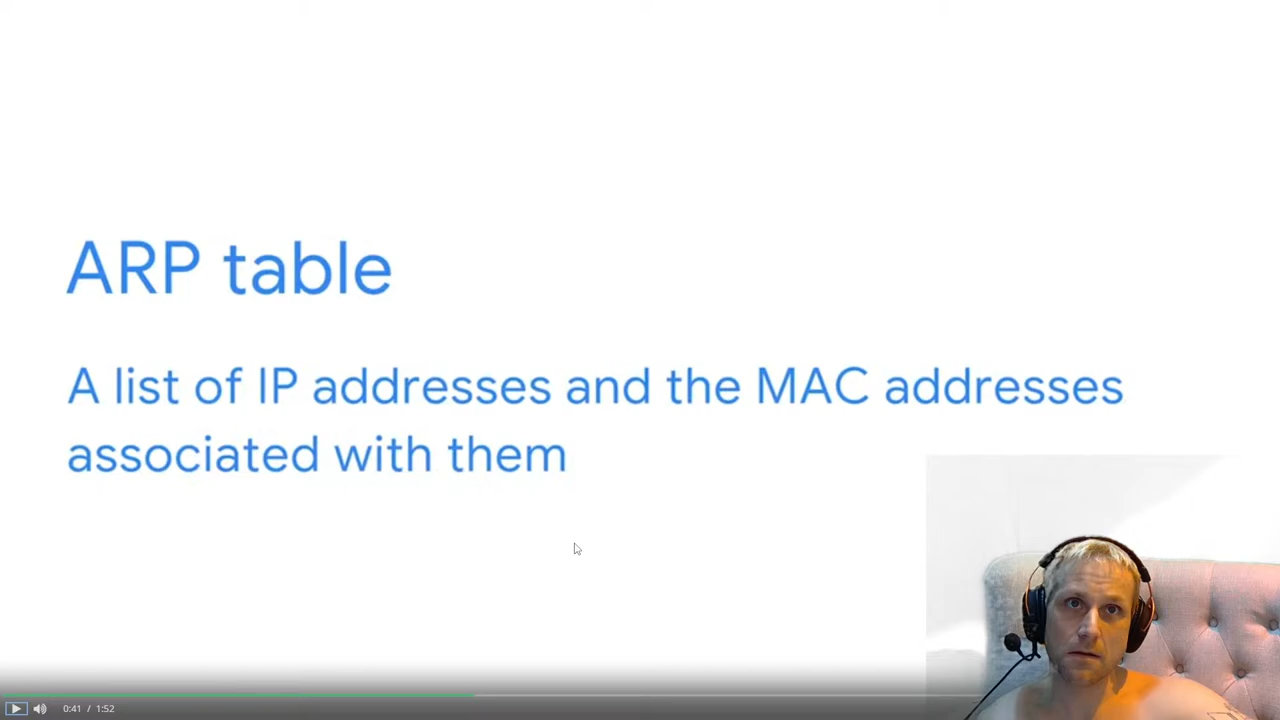 ARP table
A list of IP addresses and the MAC addresses
associated with them
0:41 / 1:52